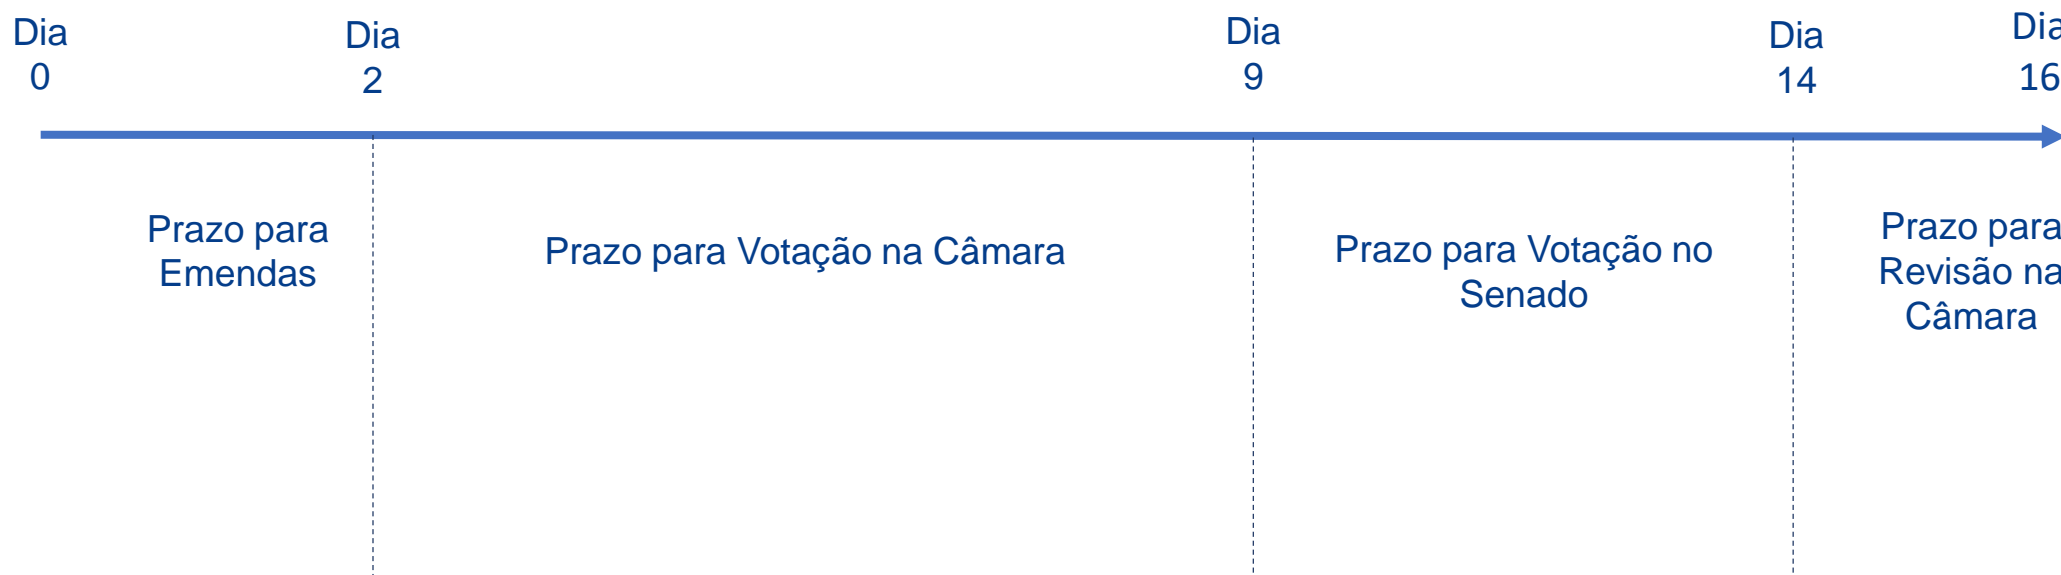 Dia
0
Dia
2
Dia
9
Dia
14
Dia
16
Prazo para
Emendas
Prazo para Votação na Câmara
Prazo para Votação no
Senado
Prazo para
Revisão na
Câmara